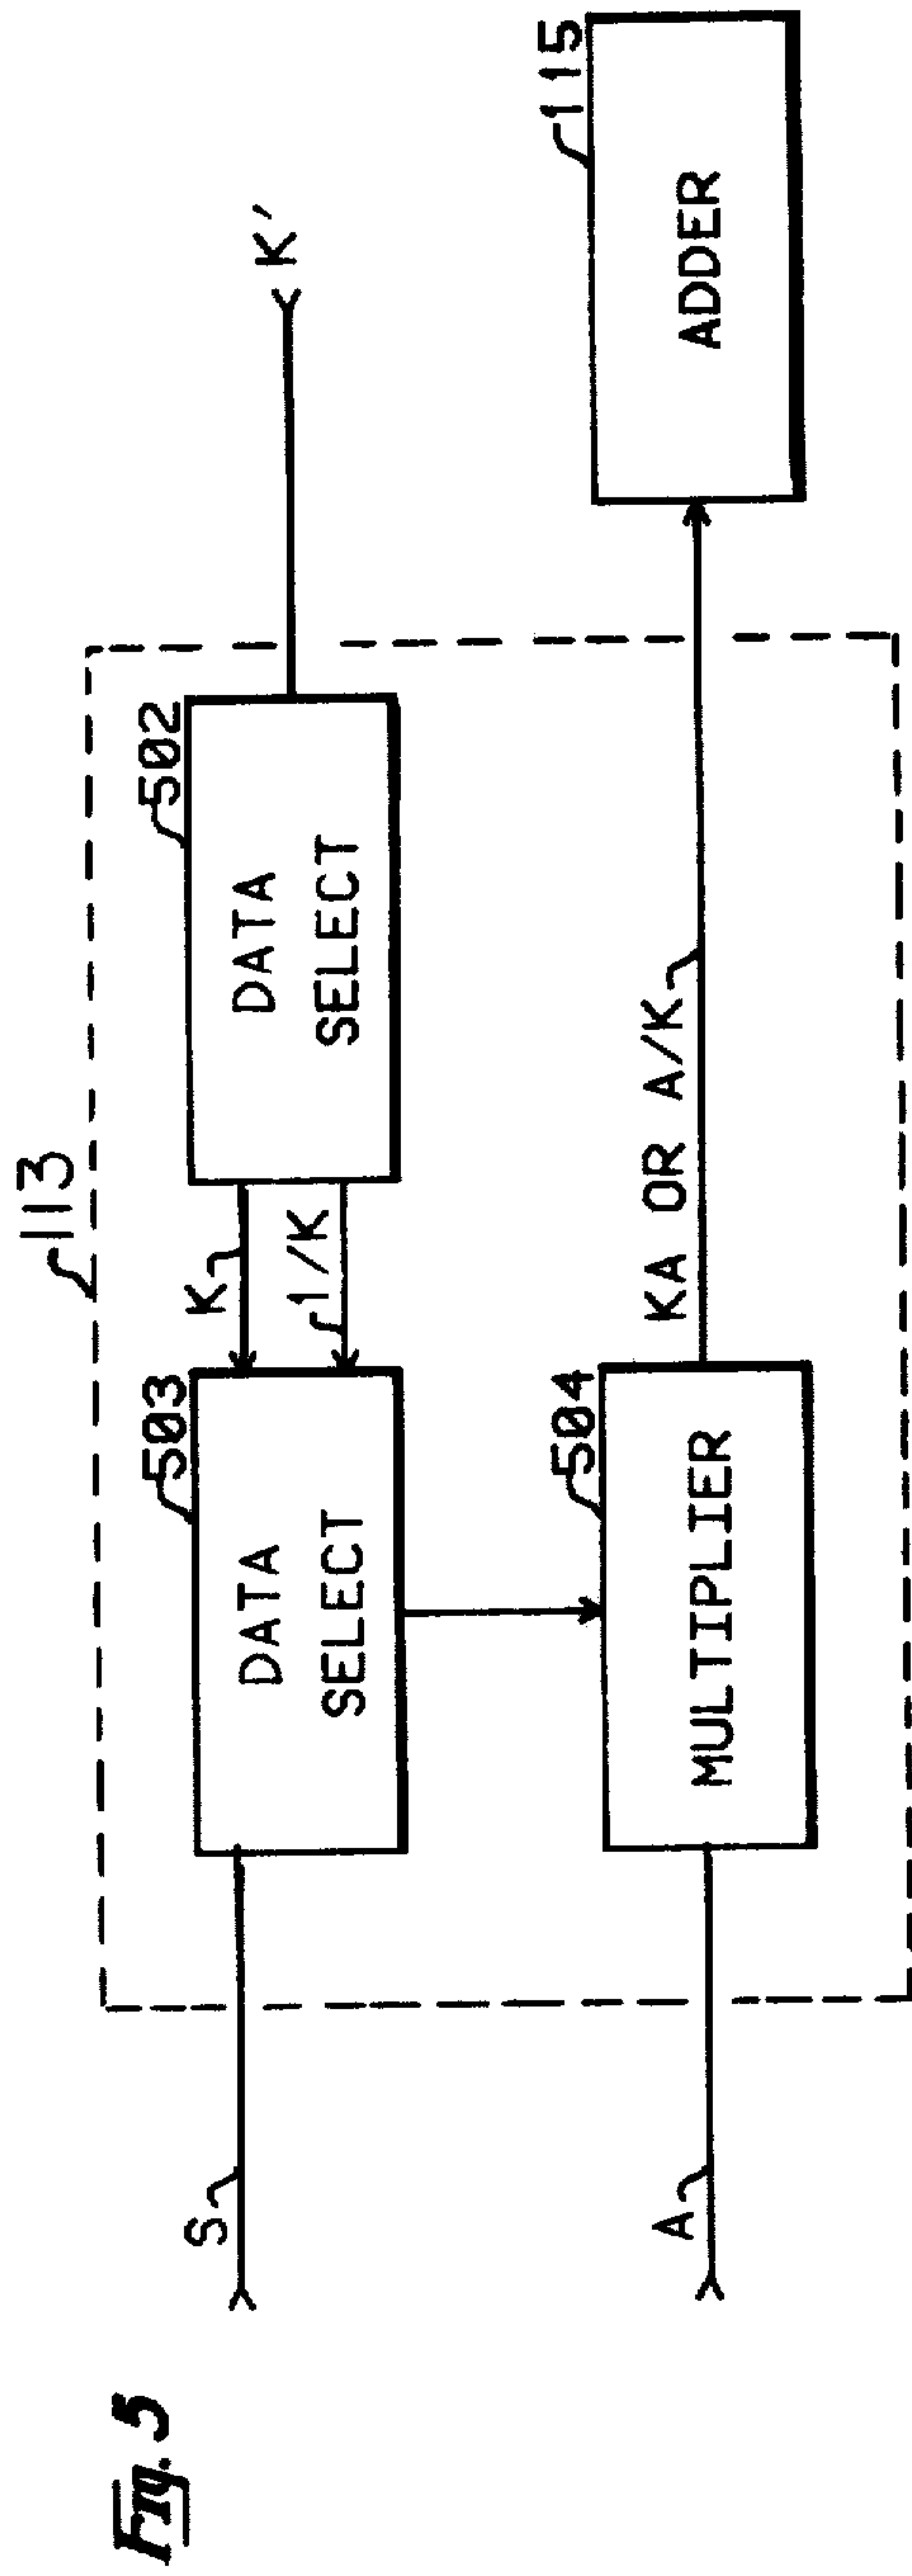 Fig. 5
113
S
503
DATA
SELECT
K
1/K
502
DATA
SELECT
K'
A
504
MULTIPLIER
KA OR A/K
115
ADDER